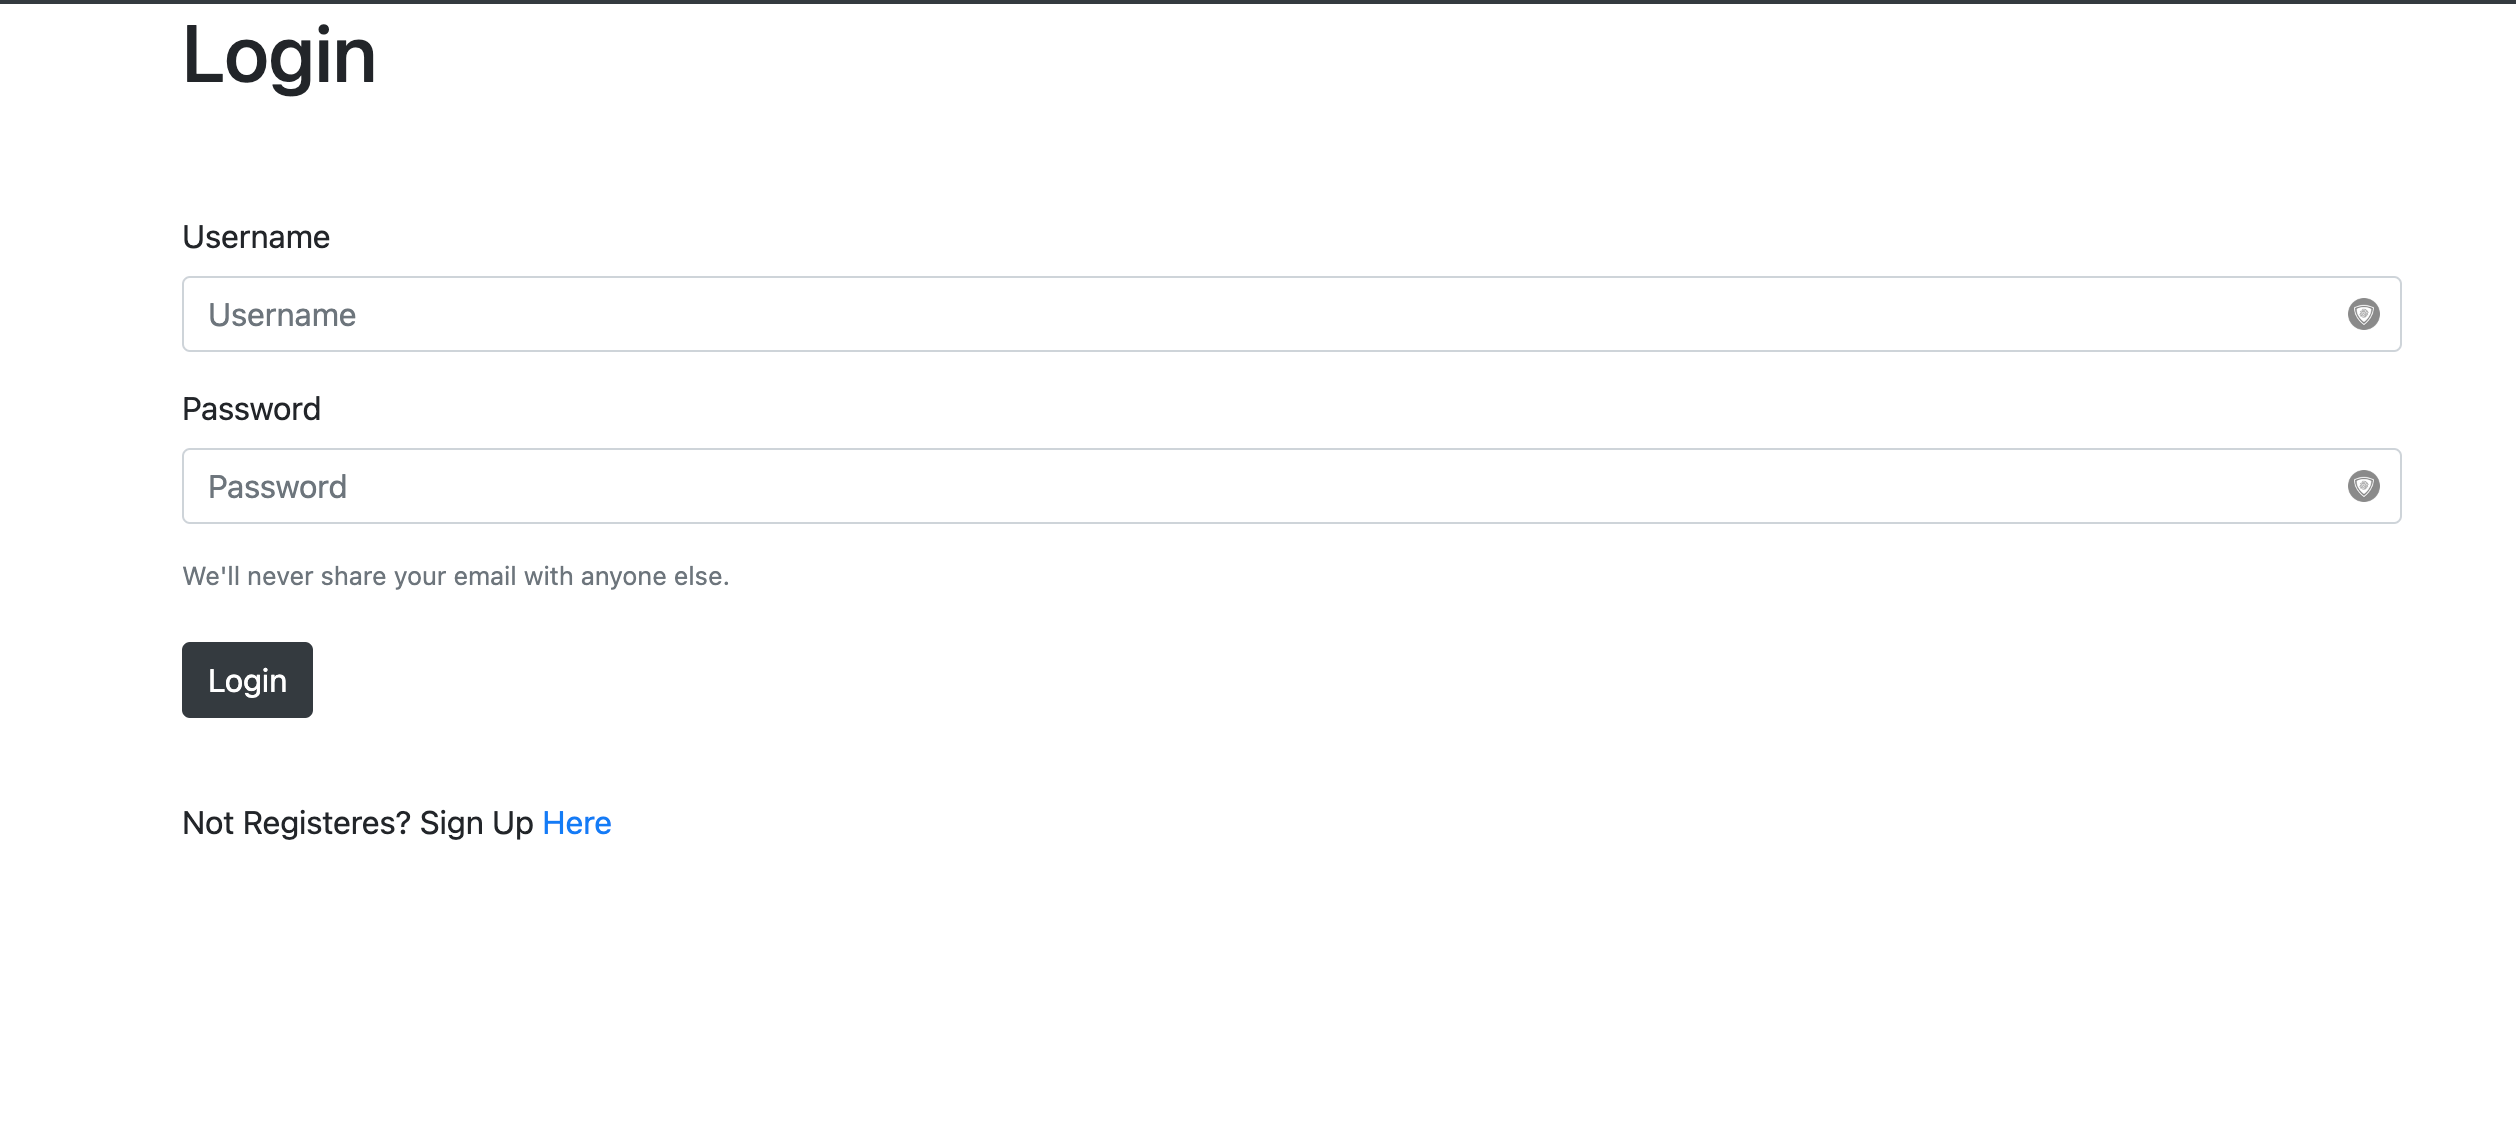 Login
Username
Username
Password
Password
We'll never share your email with anyone else.
Login
Not Registeres? Sign Up Here